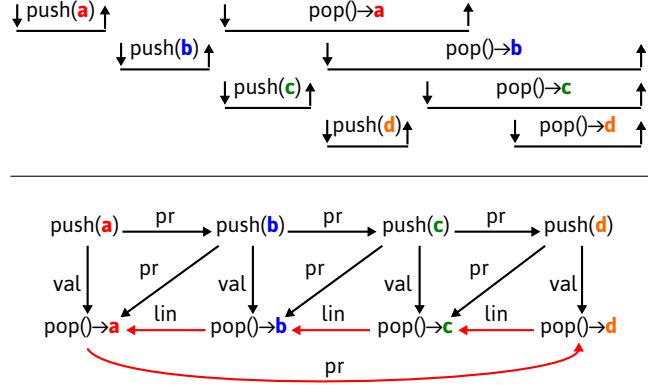 push(a) pop()→a
push(b) pop()→b
push(c) pop()→c
push(d) pop()→d
push(a) pr push(b) pr push(c) pr push(d)
val pr val pr val pr val
pop()→a lin pop()→b lin pop()→c lin pop()→d
pr